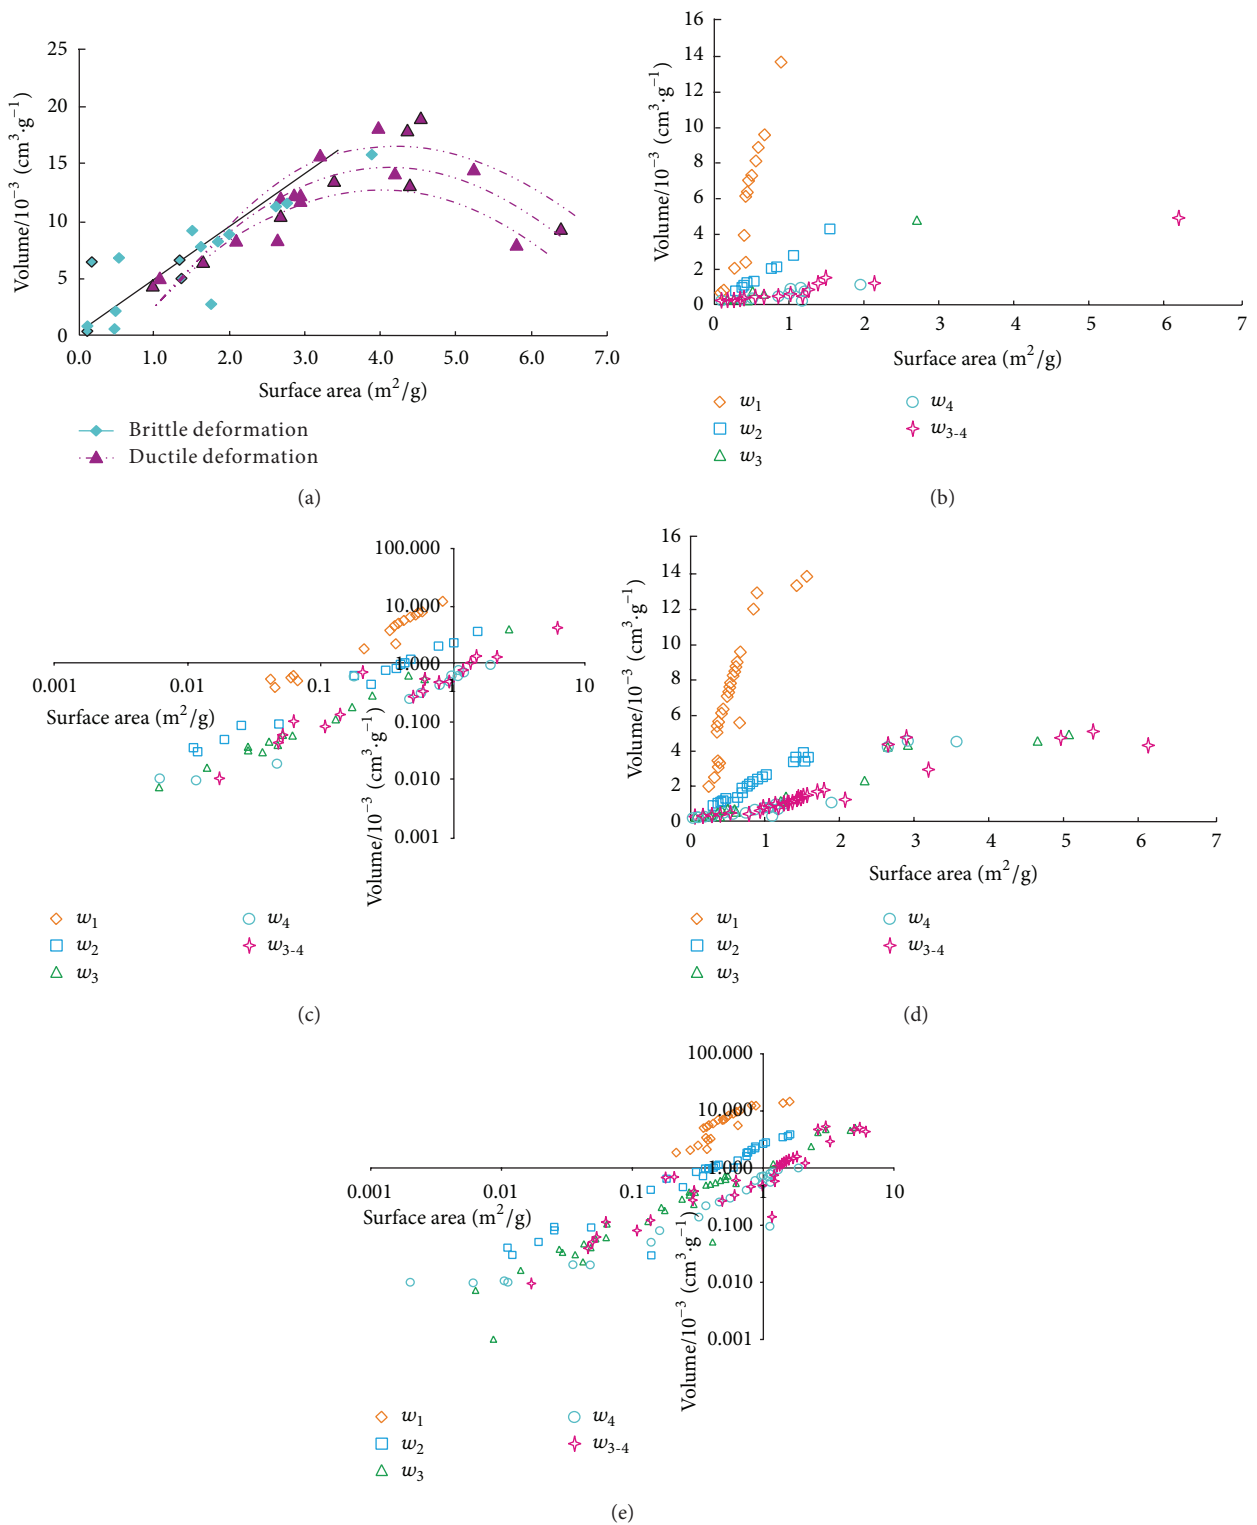 25
20
15
10
5
0
Volume/10⁻³ (cm³·g⁻¹)
0.0 1.0 2.0 3.0 4.0 5.0 6.0 7.0
Surface area (m²/g)
Brittle deformation
Ductile deformation
(a)
16
14
12
10
8
6
4
2
0
Volume/10⁻³ (cm³·g⁻¹)
0 1 2 3 4 5 6 7
Surface area (m²/g)
w₁ w₄
w₂ w₃₋₄
w₃
(b)
100.000
10.000
1.000
0.100
0.010
0.001
Volume/10⁻³ (cm³·g⁻¹)
0.001 0.01 0.1 1 10
Surface area (m²/g)
w₁ w₄
w₂ w₃₋₄
w₃
(c)
16
14
12
10
8
6
4
2
0
Volume/10⁻³ (cm³·g⁻¹)
0 1 2 3 4 5 6 7
Surface area (m²/g)
w₁ w₄
w₂ w₃₋₄
w₃
(d)
100.000
10.000
1.000
0.100
0.010
0.001
Volume/10⁻³ (cm³·g⁻¹)
0.001 0.01 0.1 1 10
Surface area (m²/g)
w₁ w₄
w₂ w₃₋₄
w₃
(e)